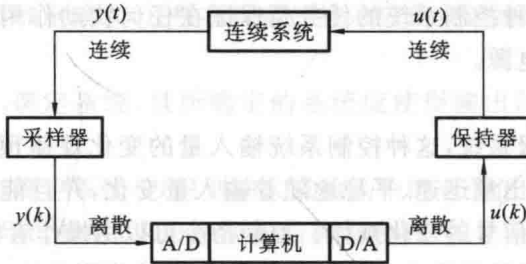 y(t)
连续系统
u(t)
连续
连续
采样器
保持器
y(k)
离散
A/D
计算机
D/A
离散
u(k)